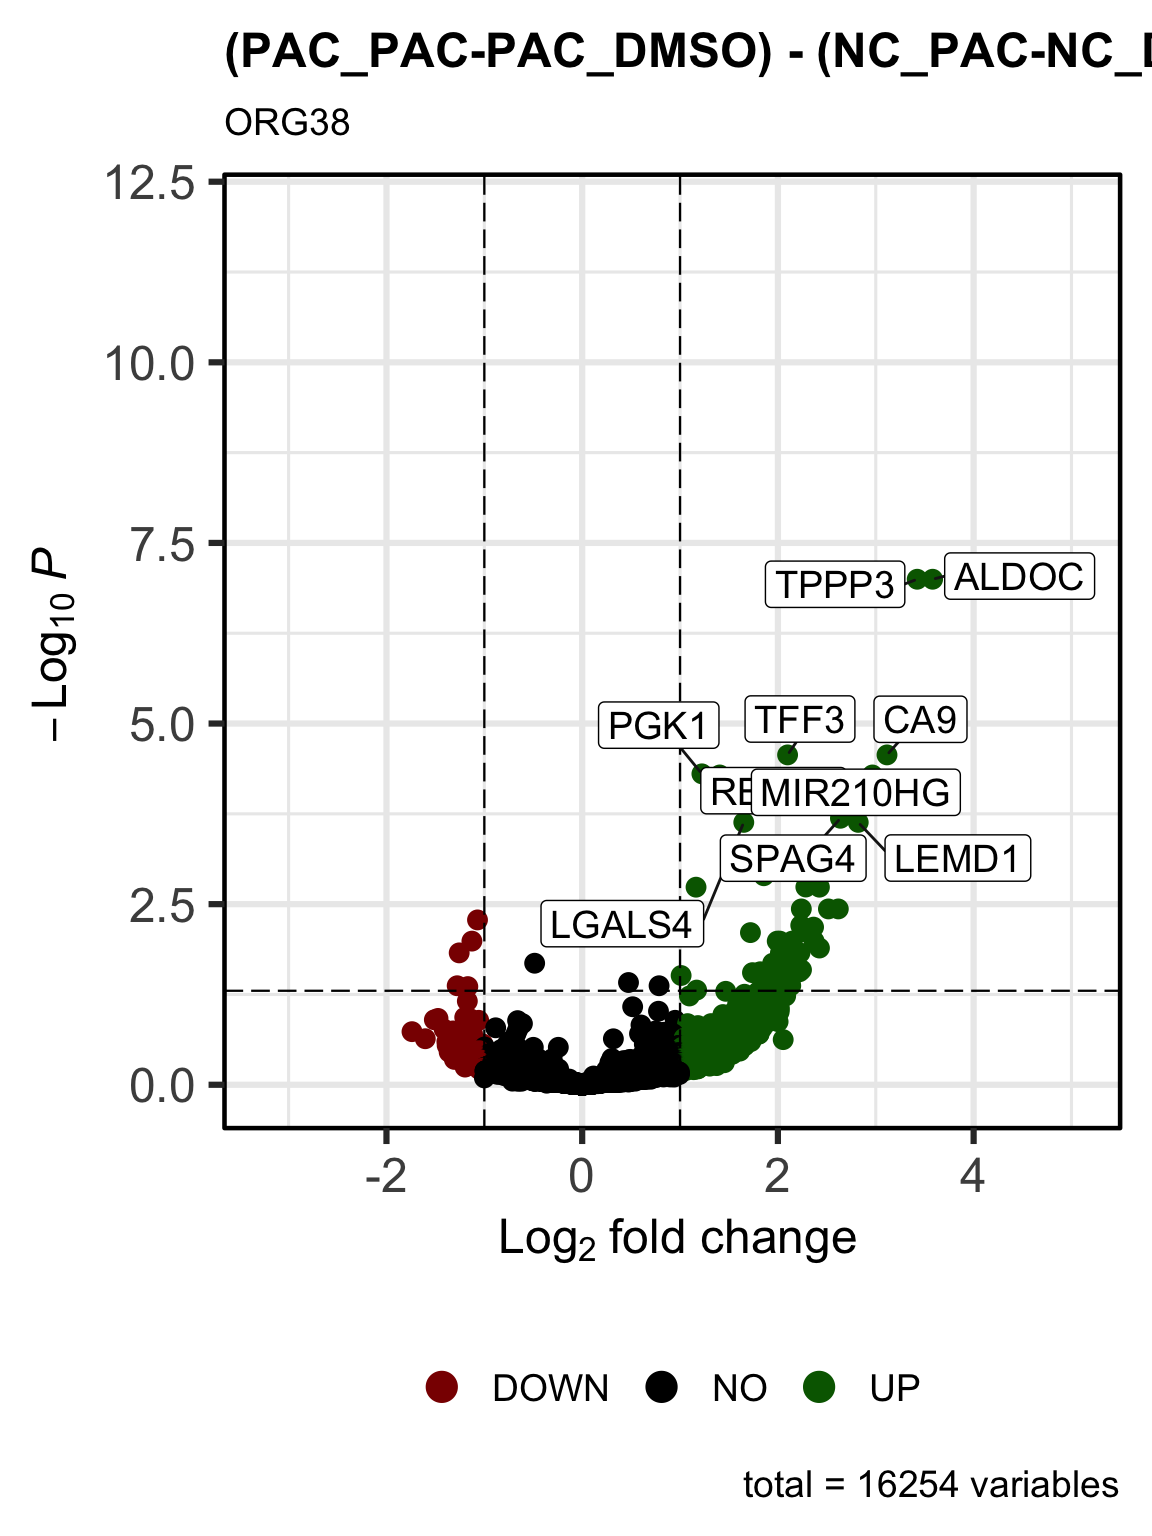 (PAC_PAC-PAC_DMSO) - (NC_PAC-NC_
ORG38
12.5
10.0
7.5
5.0
2.5
0.0
−Log10 P
TPPP3
ALDOC
PGK1
TFF3
CA9
MIR210HG
SPAG4
LEMD1
LGALS4
-2
0
2
4
Log2 fold change
DOWN
NO
UP
total = 16254 variables